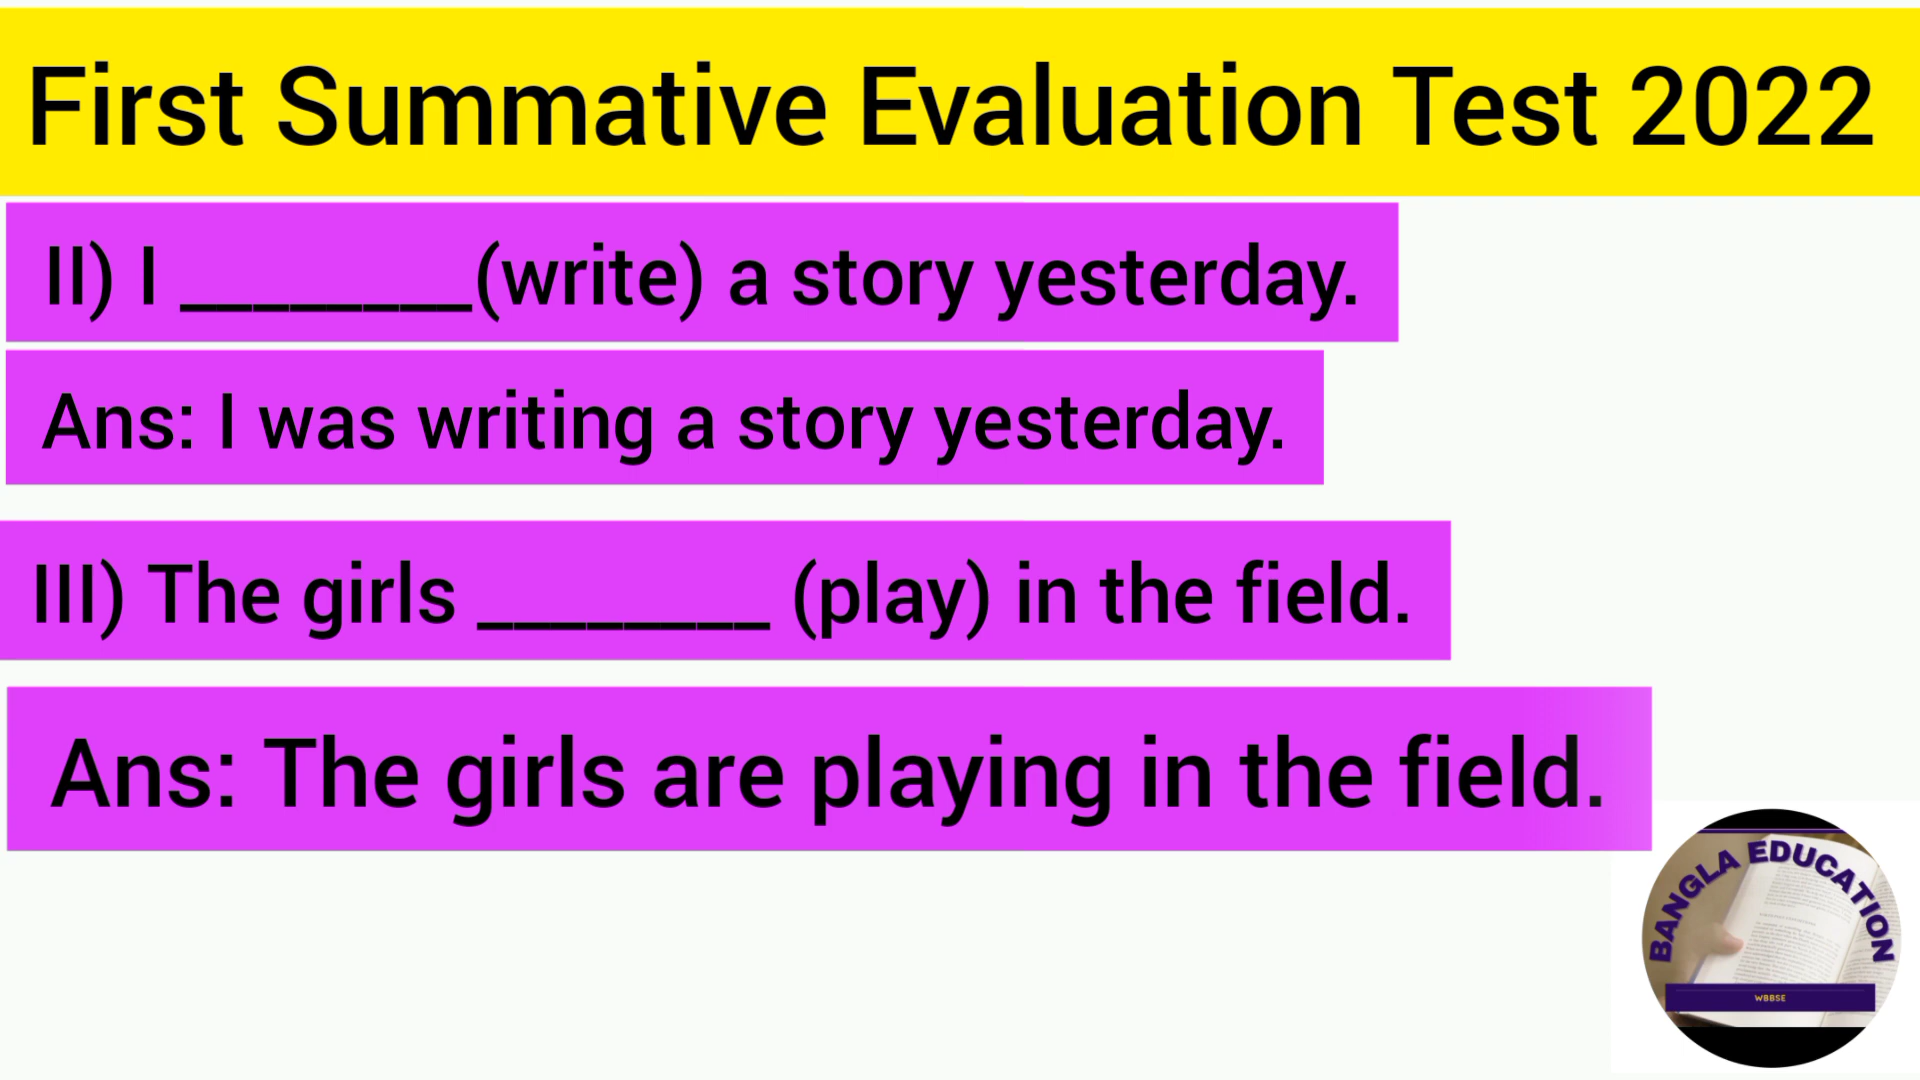 First Summative Evaluation Test 2022
II) I ________(write) a story yesterday.
Ans: I was writing a story yesterday.
III) The girls ________ (play) in the field.
Ans: The girls are playing in the field.
BANGLA EDUCATION
WBBSE